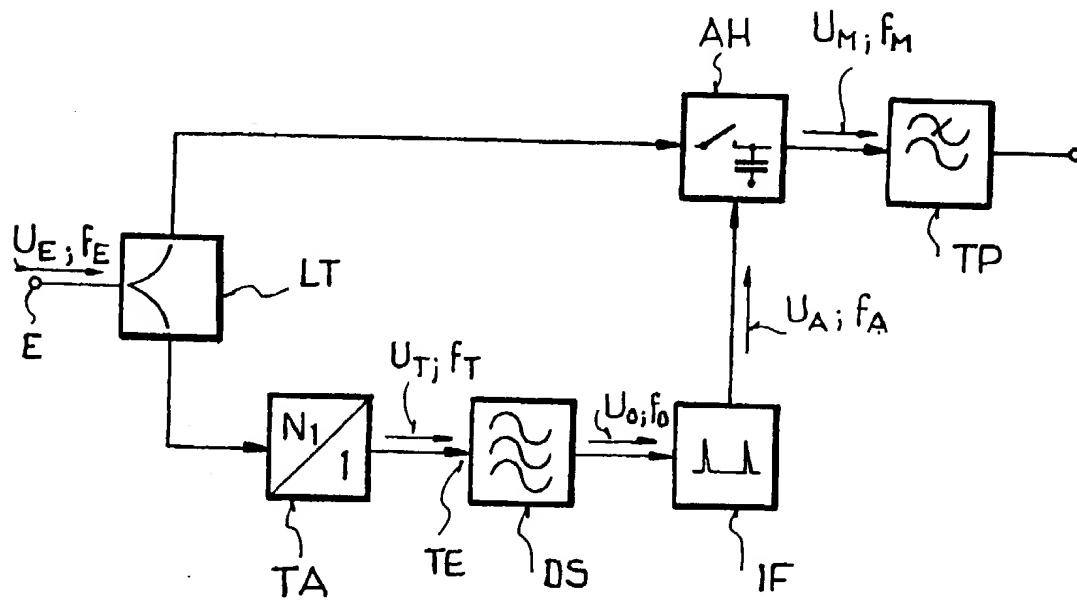 AH
U_M; f_M
TP
U_E; f_E
E
LT
U_A; f_A
U_T; f_T
U_0; f_0
N_1
1
TA
TE
DS
IF